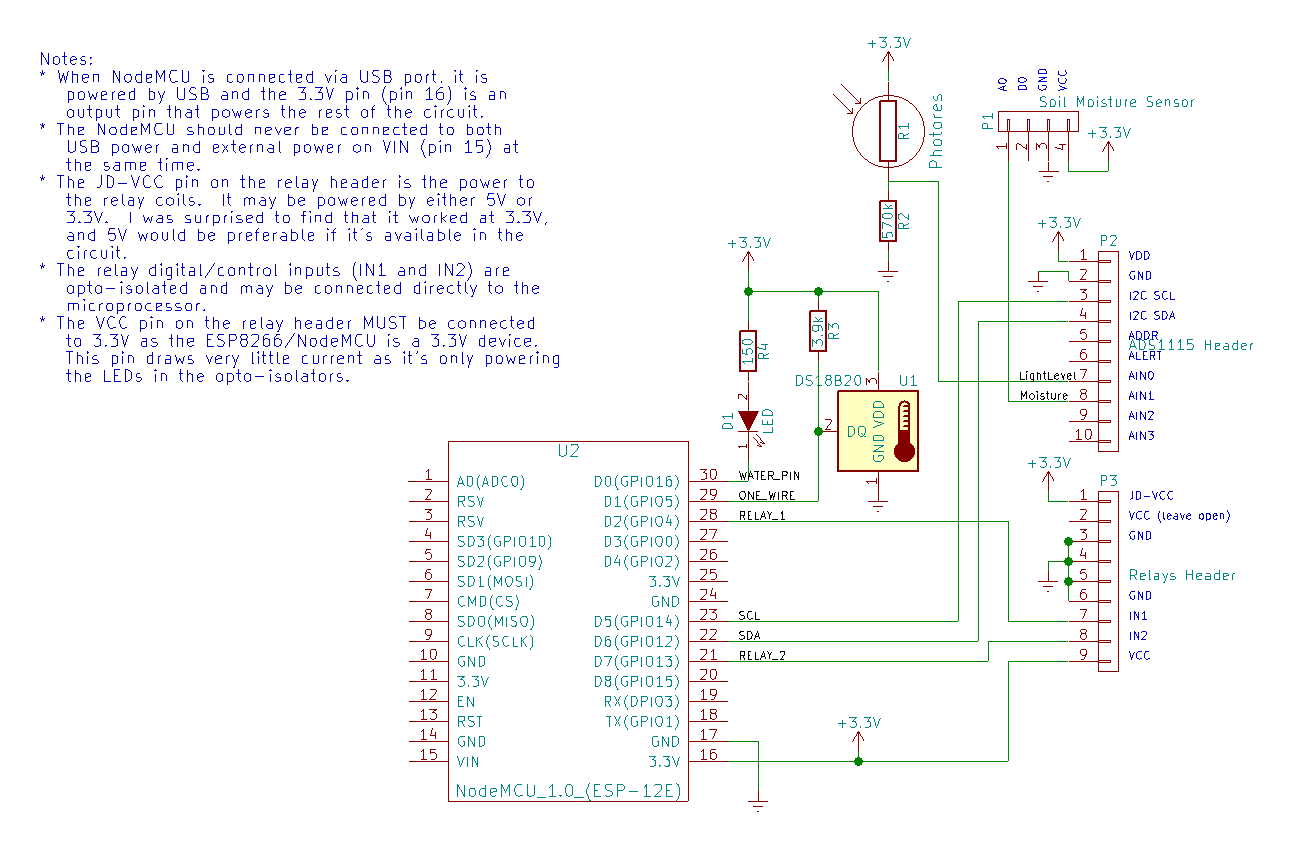 Notes:
* When NodeMCU is connected via USB port, it is
powered by USB and the 3.3V pin (pin 16) is an
output pin that powers the rest of the circuit.
* The NodeMCU should never be connected to both
USB power and external power on VIN (pin 15) at
the same time.
* The JD-VCC pin on the relay header is the power to
the relay coils.  It may be powered by either 5V or
3.3V.  I was surprised to find that it worked at 3.3V,
and 5V would be preferable if it's available in the
circuit.
* The relay digital/control inputs (IN1 and IN2) are
opto-isolated and may be connected directly to the
microprocessor.
* The VCC pin on the relay header MUST be connected
to 3.3V as the ESP8266/NodeMCU is a 3.3V device.
This pin draws very little current as it's only powering
the LEDs in the opto-isolators.
+3.3V
R1
Photores
570k
R2
AO
DO
GND
VCC
Soil Moisture Sensor
P1
1
2
3
4
+3.3V
+3.3V
P2
1 VDD
2 GND
3 I2C SCL
4 I2C SDA
5 ADDR
ADS1115 Header
6 ALERT
LightLevel 7 AIN0
Moisture 8 AIN1
9 AIN2
10 AIN3
+3.3V
150
R4
3.9k
R3
2
D1
LED
1
DS18B20
3
U1
2
DQ
GND
VDD
1
+3.3V
P3
1 JD-VCC
2 VCC (leave open)
3 GND
4
5 Relays Header
6 GND
7 IN1
8 IN2
9 VCC
U2
1 AD(ADC0)
2 RSV
3 RSV
4 SD3(GPIO10)
5 SD2(GPIO9)
6 SD1(MOSI)
7 CMD(CS)
8 SDO(MISO)
9 CLK(SCLK)
10 GND
11 3.3V
12 EN
13 RST
14 GND
15 VIN
D0(GPIO16) 30 WATER_PIN
D1(GPIO5) 29 ONE_WIRE
D2(GPIO4) 28 RELAY_1
D3(GPIO0) 27
D4(GPIO2) 26
3.3V 25
GND 24
D5(GPIO14) 23 SCL
D6(GPIO12) 22 SDA
D7(GPIO13) 21 RELAY_2
D8(GPIO15) 20
RX(DPIO3) 19
TX(GPIO1) 18
GND 17
3.3V 16
+3.3V
NodeMCU_1.0_(ESP-12E)